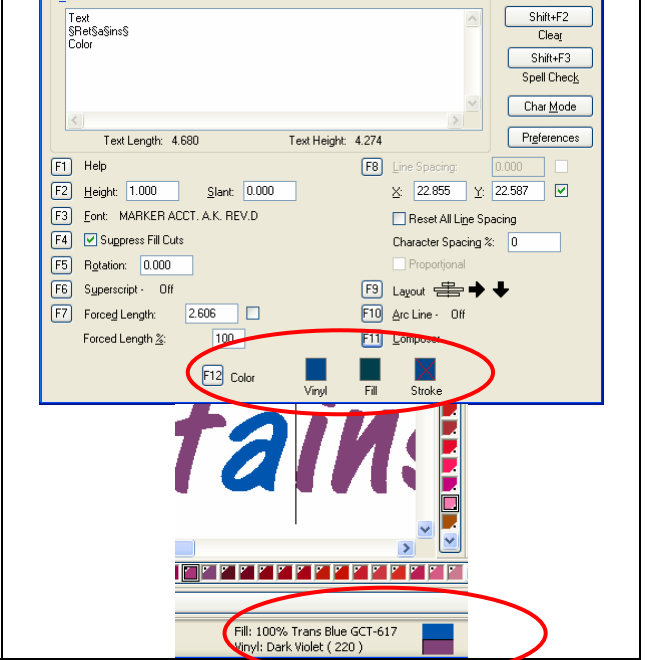 Text
§Ret§a§ins§
Color
Shift+F2
Clear
Shift+F3
Spell Check
Char Mode
Preferences
Text Length: 4.680 Text Height: 4.274
F1 Help
F8 Line Spacing: 0.000
F2 Height: 1.000 Slant: 0.000
X: 22.855 Y: 22.587
F3 Font: MARKER ACCT. A.K. REV.D
Reset All Line Spacing
F4 Suppress Fill Cuts
Character Spacing %: 0
F5 Rotation: 0.000
Proportional
F6 Superscript - Off
F9 Layout
F7 Forced Length: 2.606
F10 Arc Line - Off
Forced Length %: 100
F11 Composer
F12 Color
Vinyl Fill Stroke
tains
Fill: 100% Trans Blue GCT-617
Vinyl: Dark Violet ( 220 )